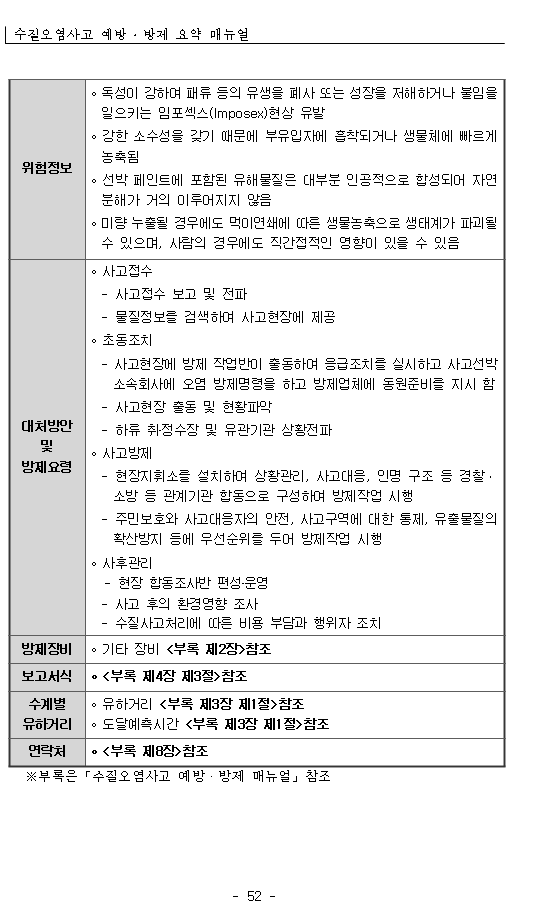 수질오염사고 예방 · 방제 요약 매뉴얼
위험정보
∘ 독성이 강하며 패류 등의 유생을 폐사 또는 성장을 저해하거나 불임을
일으키는 임포섹스(Imposex)현상 유발
∘ 강한 소수성을 갖기 때문에 부유입자에 흡착되거나 생물체에 빠르게
농축됨
∘ 선박 페인트에 포함된 유해물질은 대부분 인공적으로 합성되어 자연
분해가 거의 이루어지지 않음
∘ 미량 누출될 경우에도 먹이연쇄에 따른 생물농축으로 생태계가 파괴될
수 있으며, 사람의 경우에도 직간접적인 영향이 있을 수 있음
대처방안
및
방제요령
∘ 사고접수
- 사고접수 보고 및 전파
- 물질정보를 검색하여 사고현장에 제공
∘ 초동조치
- 사고현장에 방제 작업반이 출동하여 응급조치를 실시하고 사고선박
소속회사에 오염 방제명령을 하고 방제업체에 동원준비를 지시 함
- 사고현장 출동 및 현황파악
- 하류 취·정수장 및 유관기관 상황전파
∘ 사고방제
- 현장지휘소를 설치하여 상황관리, 사고대응, 인명 구조 등 경찰 ·
소방 등 관계기관 합동으로 구성하여 방제작업 시행
- 주민보호와 사고대응자의 안전, 사고구역에 대한 통제, 유출물질의
확산방지 등에 우선순위를 두어 방제작업 시행
∘ 사후관리
- 현장 합동조사반 편성·운영
- 사고 후의 환경영향 조사
- 수질사고처리에 따른 비용 부담과 행위자 조치
방제장비
∘ 기타 장비 <부록 제2장>참조
보고서식
∘ <부록 제4장 제3절>참조
수계별
유하거리
∘ 유하거리 <부록 제3장 제1절>참조
∘ 도달예측시간 <부록 제3장 제1절>참조
연락처
∘ <부록 제8장>참조
※부록은「수질오염사고 예방 · 방제 매뉴얼」참조
- 52 -